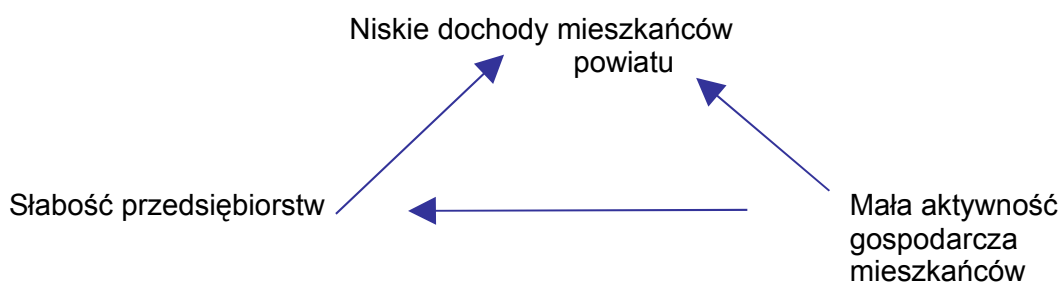 Niskie dochody mieszkańców
powiatu
Słabość przedsiębiorstw
Mała aktywność
gospodarcza
mieszkańców